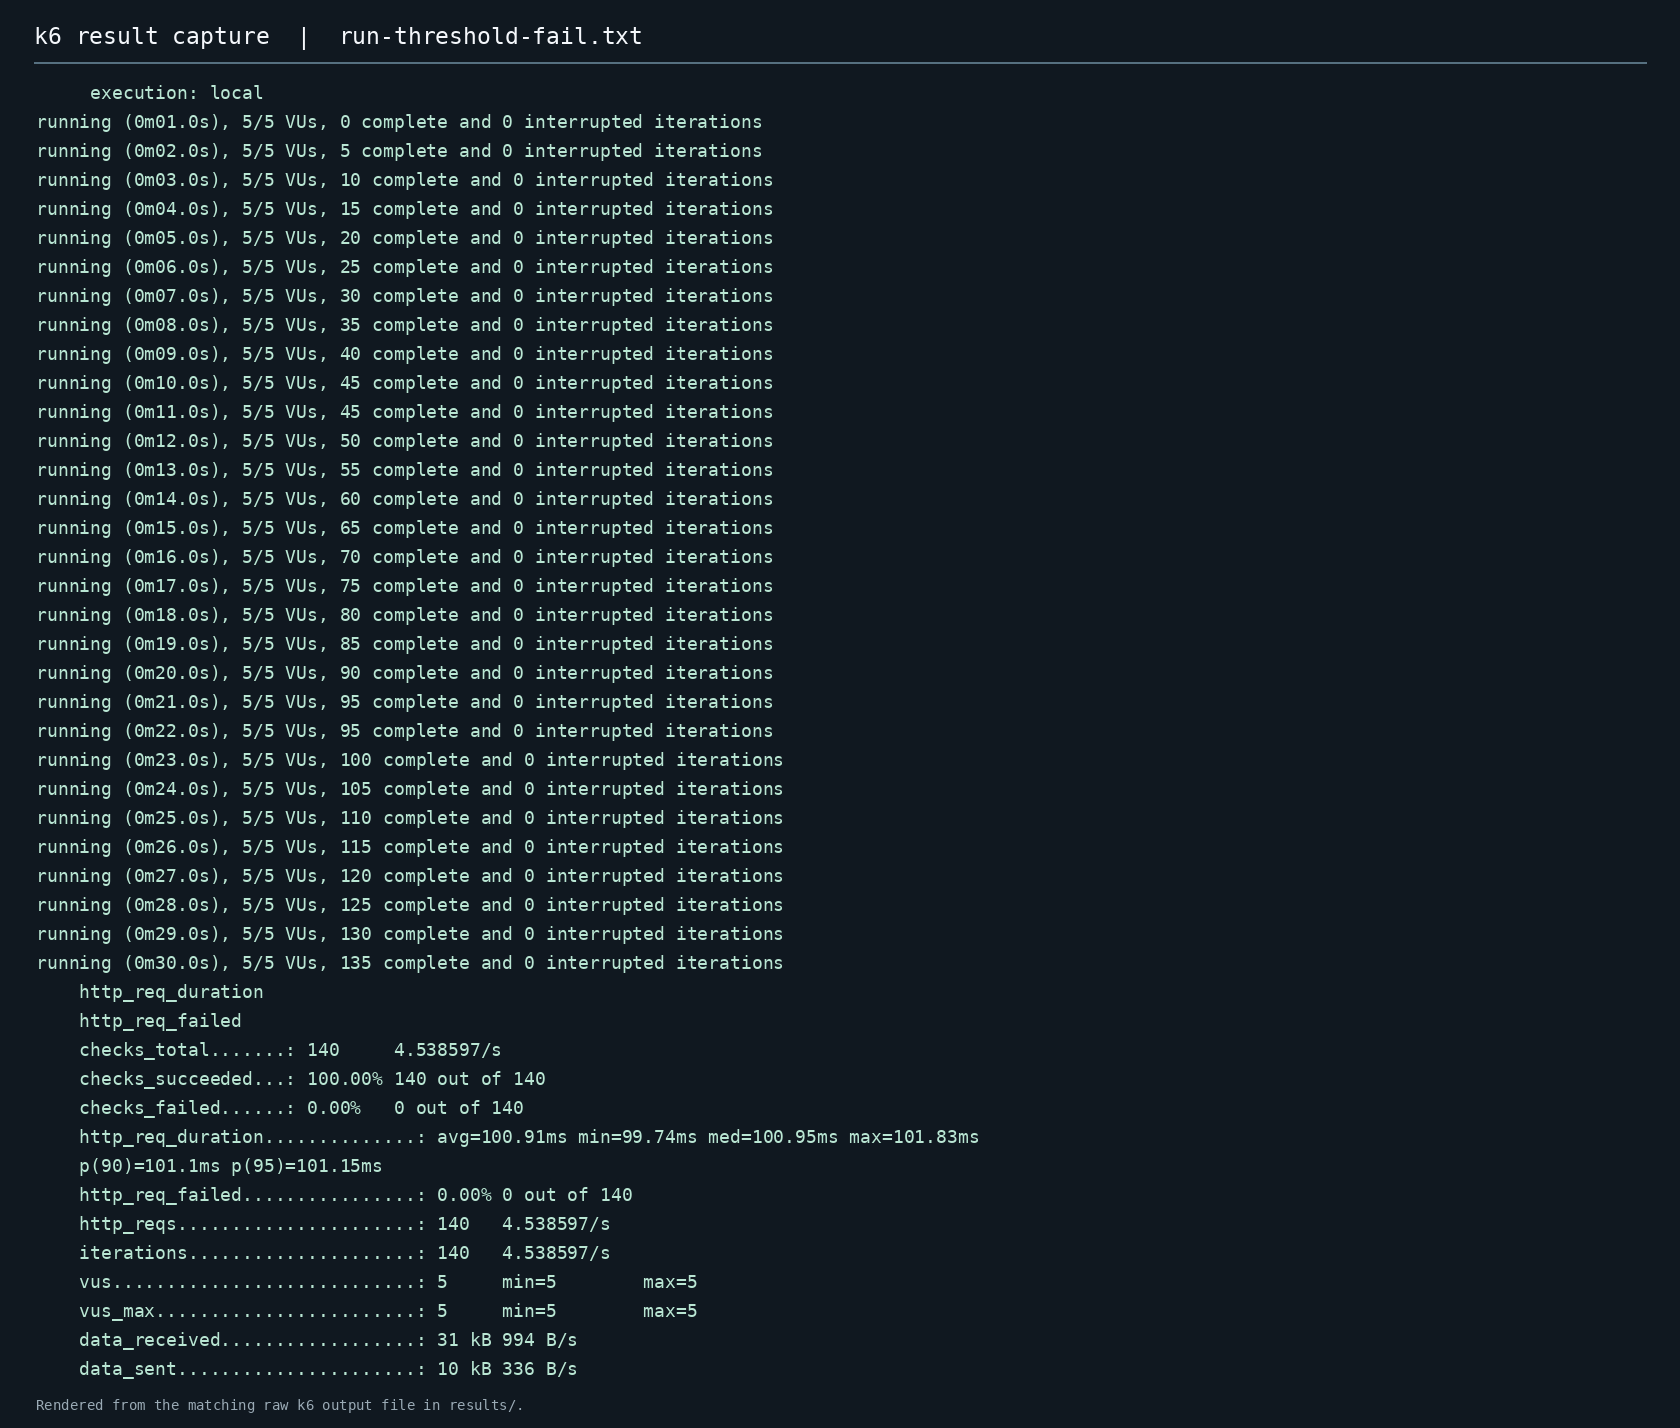 k6 result capture  |  run-threshold-fail.txt
     execution: local
running (0m01.0s), 5/5 VUs, 0 complete and 0 interrupted iterations
running (0m02.0s), 5/5 VUs, 5 complete and 0 interrupted iterations
running (0m03.0s), 5/5 VUs, 10 complete and 0 interrupted iterations
running (0m04.0s), 5/5 VUs, 15 complete and 0 interrupted iterations
running (0m05.0s), 5/5 VUs, 20 complete and 0 interrupted iterations
running (0m06.0s), 5/5 VUs, 25 complete and 0 interrupted iterations
running (0m07.0s), 5/5 VUs, 30 complete and 0 interrupted iterations
running (0m08.0s), 5/5 VUs, 35 complete and 0 interrupted iterations
running (0m09.0s), 5/5 VUs, 40 complete and 0 interrupted iterations
running (0m10.0s), 5/5 VUs, 45 complete and 0 interrupted iterations
running (0m11.0s), 5/5 VUs, 45 complete and 0 interrupted iterations
running (0m12.0s), 5/5 VUs, 50 complete and 0 interrupted iterations
running (0m13.0s), 5/5 VUs, 55 complete and 0 interrupted iterations
running (0m14.0s), 5/5 VUs, 60 complete and 0 interrupted iterations
running (0m15.0s), 5/5 VUs, 65 complete and 0 interrupted iterations
running (0m16.0s), 5/5 VUs, 70 complete and 0 interrupted iterations
running (0m17.0s), 5/5 VUs, 75 complete and 0 interrupted iterations
running (0m18.0s), 5/5 VUs, 80 complete and 0 interrupted iterations
running (0m19.0s), 5/5 VUs, 85 complete and 0 interrupted iterations
running (0m20.0s), 5/5 VUs, 90 complete and 0 interrupted iterations
running (0m21.0s), 5/5 VUs, 95 complete and 0 interrupted iterations
running (0m22.0s), 5/5 VUs, 95 complete and 0 interrupted iterations
running (0m23.0s), 5/5 VUs, 100 complete and 0 interrupted iterations
running (0m24.0s), 5/5 VUs, 105 complete and 0 interrupted iterations
running (0m25.0s), 5/5 VUs, 110 complete and 0 interrupted iterations
running (0m26.0s), 5/5 VUs, 115 complete and 0 interrupted iterations
running (0m27.0s), 5/5 VUs, 120 complete and 0 interrupted iterations
running (0m28.0s), 5/5 VUs, 125 complete and 0 interrupted iterations
running (0m29.0s), 5/5 VUs, 130 complete and 0 interrupted iterations
running (0m30.0s), 5/5 VUs, 135 complete and 0 interrupted iterations
    http_req_duration
    http_req_failed
    checks_total.......: 140     4.538597/s
    checks_succeeded...: 100.00% 140 out of 140
    checks_failed......: 0.00%   0 out of 140
    http_req_duration..............: avg=100.91ms min=99.74ms med=100.95ms max=101.83ms
    p(90)=101.1ms p(95)=101.15ms
    http_req_failed................: 0.00% 0 out of 140
    http_reqs......................: 140   4.538597/s
    iterations.....................: 140   4.538597/s
    vus............................: 5     min=5        max=5
    vus_max........................: 5     min=5        max=5
    data_received..................: 31 kB 994 B/s
    data_sent......................: 10 kB 336 B/s
Rendered from the matching raw k6 output file in results/.